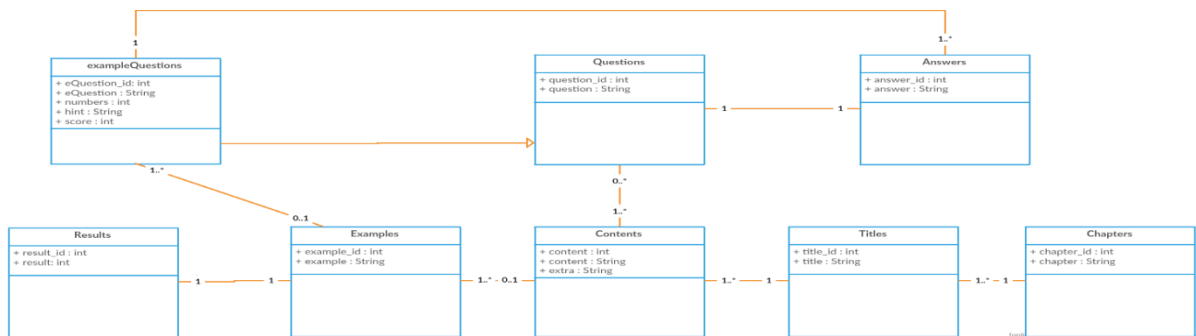 1
1..*
exampleQuestions
+ eQuestion_id: int
+ eQuestion : String
+ numbers : int
+ hint : String
+ score : int
Questions
+ question_id : int
+ question : String
Answers
+ answer_id : int
+ answer : String
1
1
1..*
0..1
0..*
1..*
Results
+ result_id : int
+ result: int
Examples
+ example_id : int
+ example : String
Contents
+ content : int
+ content : String
+ extra : String
Titles
+ title_id : int
+ title : String
Chapters
+ chapter_id : int
+ chapter : String
1
1
1..*
0..1
1..*
1
1..*
1